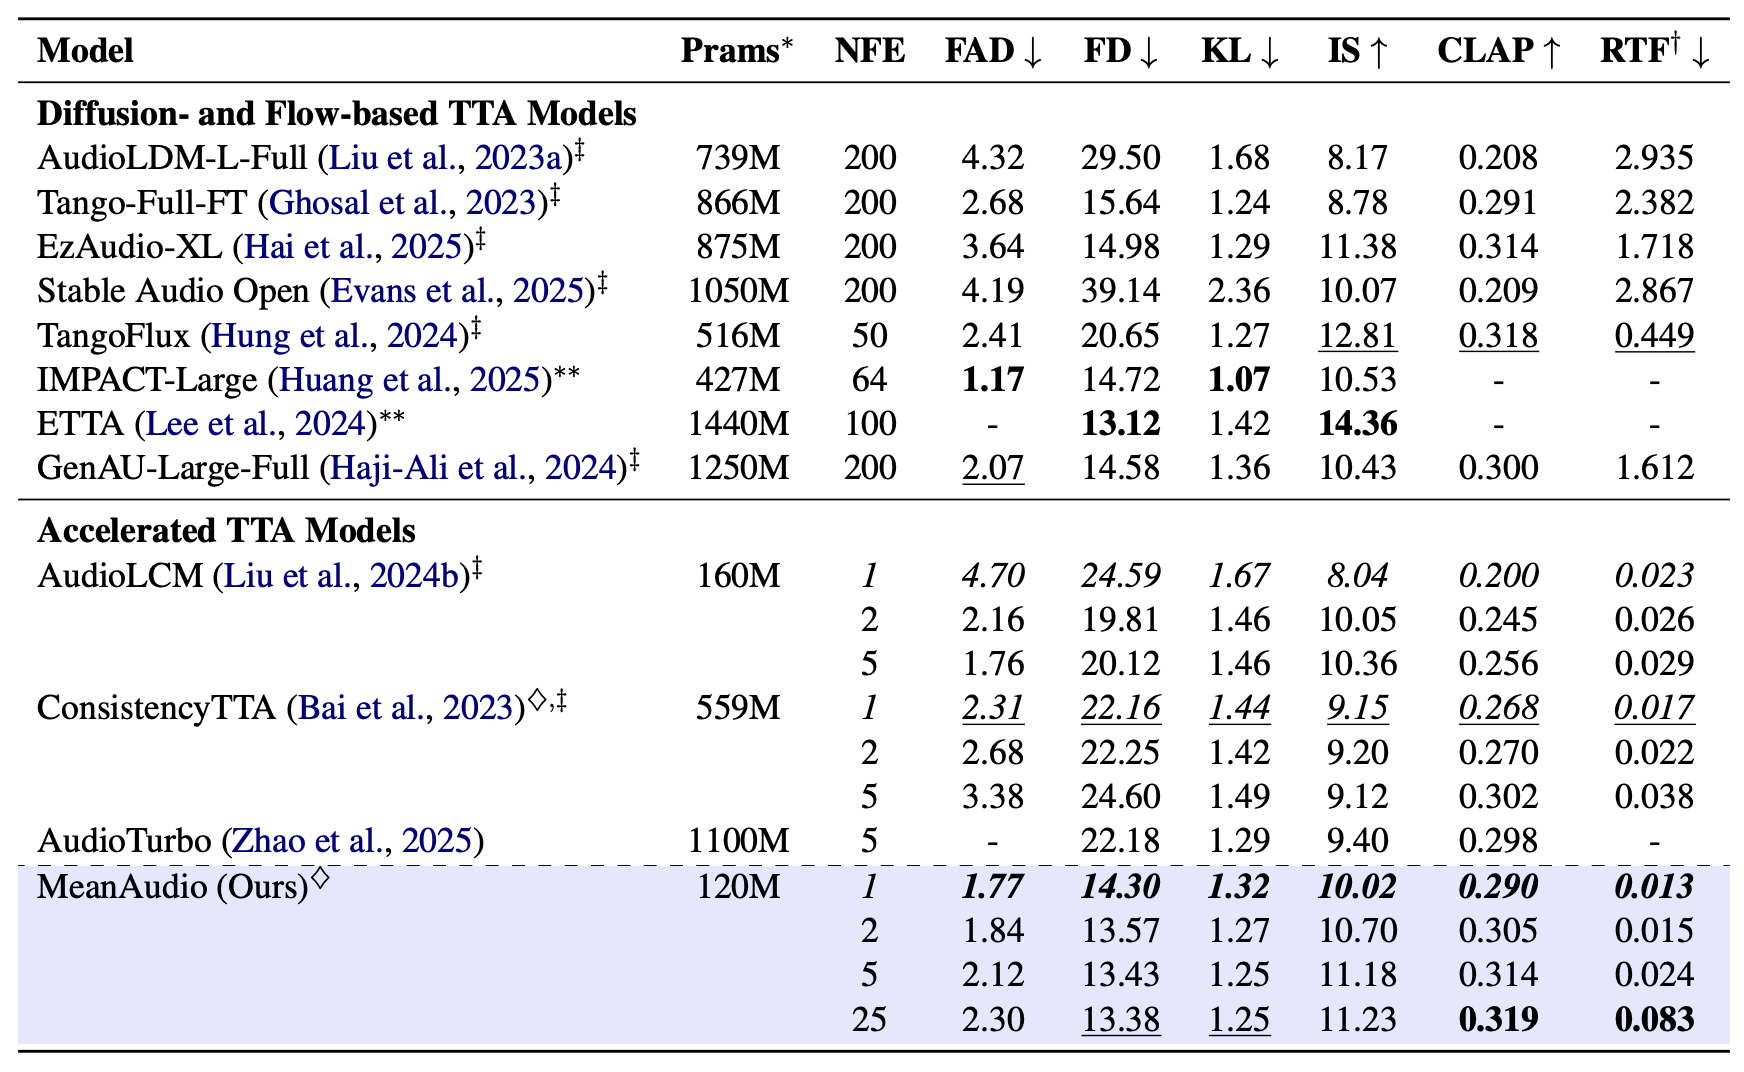 Model Prams* NFE FAD ↓ FD ↓ KL ↓ IS ↑ CLAP ↑ RTF† ↓
Diffusion- and Flow-based TTA Models
AudioLDM-L-Full (Liu et al., 2023a)‡ 739M 200 4.32 29.50 1.68 8.17 0.208 2.935
Tango-Full-FT (Ghosal et al., 2023)‡ 866M 200 2.68 15.64 1.24 8.78 0.291 2.382
EzAudio-XL (Hai et al., 2025)‡ 875M 200 3.64 14.98 1.29 11.38 0.314 1.718
Stable Audio Open (Evans et al., 2025)‡ 1050M 200 4.19 39.14 2.36 10.07 0.209 2.867
TangoFlux (Hung et al., 2024)‡ 516M 50 2.41 20.65 1.27 12.81 0.318 0.449
IMPACT-Large (Huang et al., 2025)** 427M 64 1.17 14.72 1.07 10.53 - -
ETTA (Lee et al., 2024)** 1440M 100 - 13.12 1.42 14.36 - -
GenAU-Large-Full (Haji-Ali et al., 2024)‡ 1250M 200 2.07 14.58 1.36 10.43 0.300 1.612
Accelerated TTA Models
AudioLCM (Liu et al., 2024b)‡ 160M 1 4.70 24.59 1.67 8.04 0.200 0.023
2 2.16 19.81 1.46 10.05 0.245 0.026
5 1.76 20.12 1.46 10.36 0.256 0.029
ConsistencyTTA (Bai et al., 2023)♢,‡ 559M 1 2.31 22.16 1.44 9.15 0.268 0.017
2 2.68 22.25 1.42 9.20 0.270 0.022
5 3.38 24.60 1.49 9.12 0.302 0.038
AudioTurbo (Zhao et al., 2025) 1100M 5 - 22.18 1.29 9.40 0.298 -
MeanAudio (Ours)♢ 120M 1 1.77 14.30 1.32 10.02 0.290 0.013
2 1.84 13.57 1.27 10.70 0.305 0.015
5 2.12 13.43 1.25 11.18 0.314 0.024
25 2.30 13.38 1.25 11.23 0.319 0.083